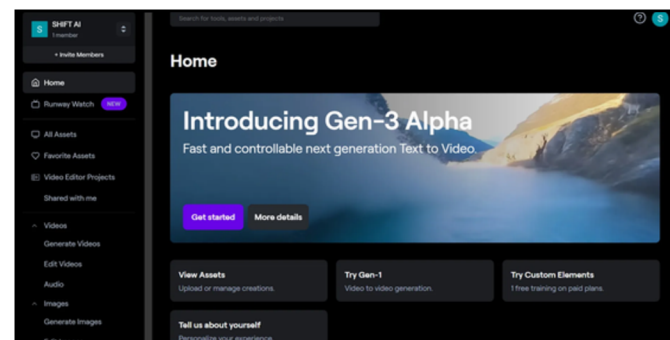 S
SHIFT AI
1 member
+ Invite Members
Home
Runway Watch NEW
All Assets
Favorite Assets
Video Editor Projects
Shared with me
Videos
Generate Videos
Edit Videos
Audio
Images
Generate Images
Search for tools, assets and projects
S
Home
Introducing Gen-3 Alpha
Fast and controllable next generation Text to Video.
Get started
More details
View Assets
Upload or manage creations.
Try Gen-1
Video to video generation.
Try Custom Elements
1 free training on paid plans.
Tell us about yourself
Personalize your experience.